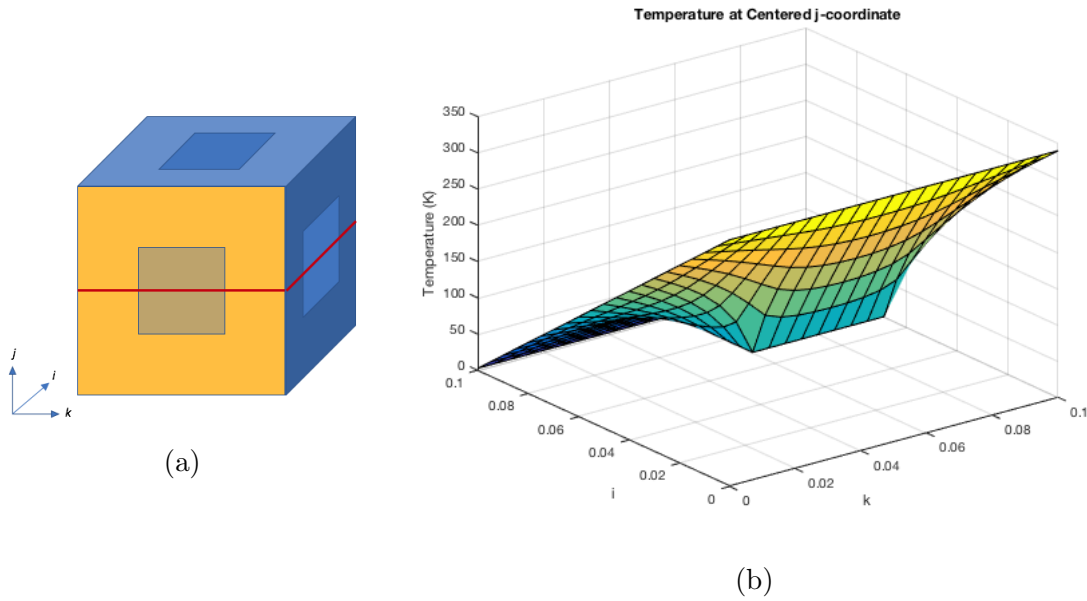 Temperature at Centered j-coordinate
350
300
250
200
150
100
50
0
Temperature (K)
0.1
0.08
0.06
0.04
0.02
0
i
0
0.02
0.04
0.06
0.08
0.1
k
j
i
k
(a)
(b)